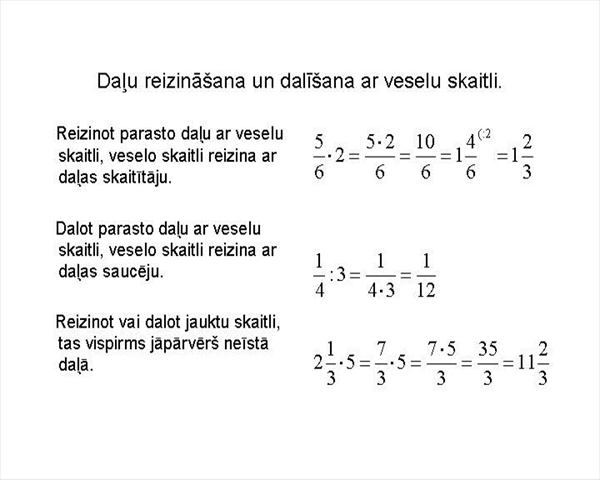 Daļu reizināšana un dalīšana ar veselu skaitli.
Reizinot parasto daļu ar veselu
skaitli, veselo skaitli reizina ar
daļas skaitītāju.
5/6 · 2 = 5·2/6 = 10/6 = 1 4/6 (:2 = 1 2/3
Dalot parasto daļu ar veselu
skaitli, veselo skaitli reizina ar
daļas saucēju.
1/4 : 3 = 1/4·3 = 1/12
Reizinot vai dalot jauktu skaitli,
tas vispirms jāpārvērš neīstā
daļā.
2 1/3 · 5 = 7/3 · 5 = 7·5/3 = 35/3 = 11 2/3